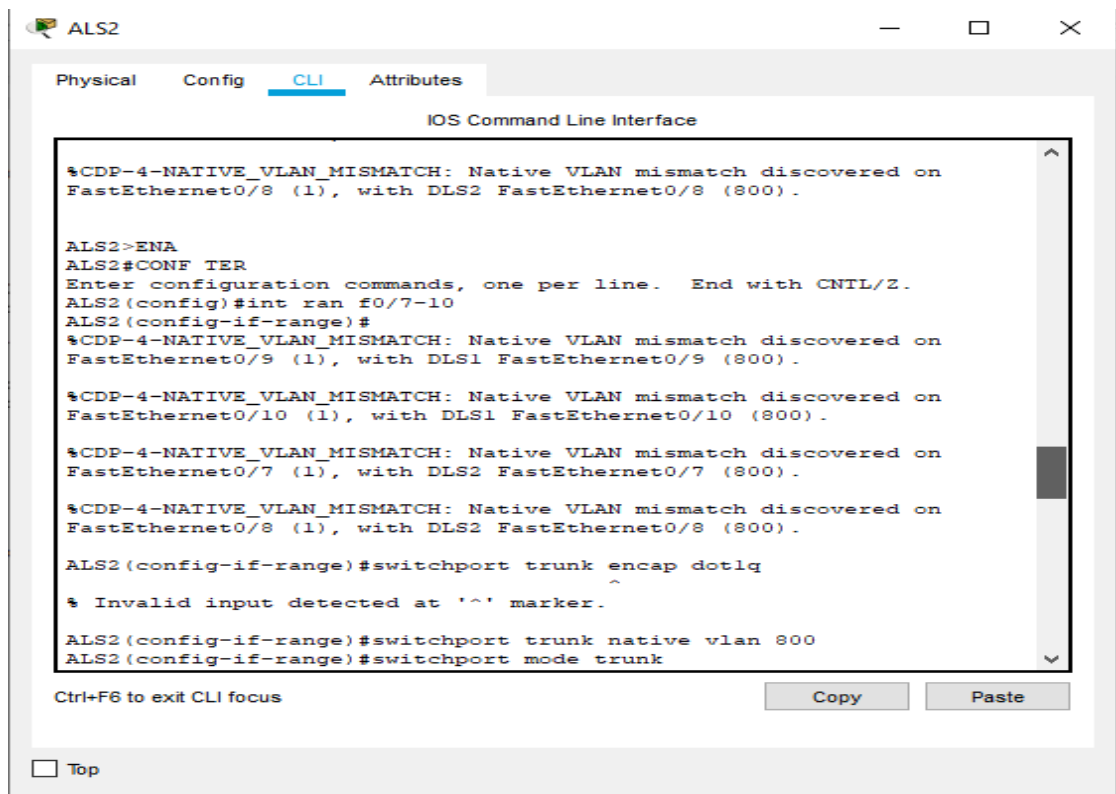 ALS2
Physical Config CLI Attributes
IOS Command Line Interface
%CDP-4-NATIVE_VLAN_MISMATCH: Native VLAN mismatch discovered on
FastEthernet0/8 (1), with DLS2 FastEthernet0/8 (800).
ALS2>ENA
ALS2#CONF TER
Enter configuration commands, one per line.  End with CNTL/Z.
ALS2(config)#int ran f0/7-10
ALS2(config-if-range)#
%CDP-4-NATIVE_VLAN_MISMATCH: Native VLAN mismatch discovered on
FastEthernet0/9 (1), with DLS1 FastEthernet0/9 (800).
%CDP-4-NATIVE_VLAN_MISMATCH: Native VLAN mismatch discovered on
FastEthernet0/10 (1), with DLS1 FastEthernet0/10 (800).
%CDP-4-NATIVE_VLAN_MISMATCH: Native VLAN mismatch discovered on
FastEthernet0/7 (1), with DLS2 FastEthernet0/7 (800).
%CDP-4-NATIVE_VLAN_MISMATCH: Native VLAN mismatch discovered on
FastEthernet0/8 (1), with DLS2 FastEthernet0/8 (800).
ALS2(config-if-range)#switchport trunk encap dot1q
^
% Invalid input detected at '^' marker.
ALS2(config-if-range)#switchport trunk native vlan 800
ALS2(config-if-range)#switchport mode trunk
Ctrl+F6 to exit CLI focus
Copy Paste
Top